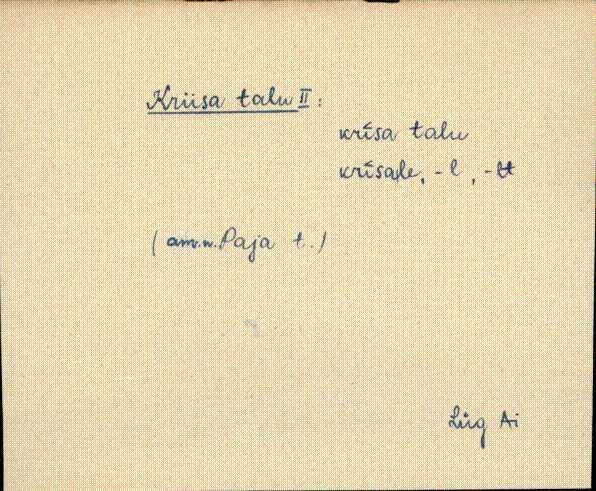 Kriisa talu II :
krīsa talu
krīsale, -l, -lt
(am.n. Paja t.)
Lüg Ai